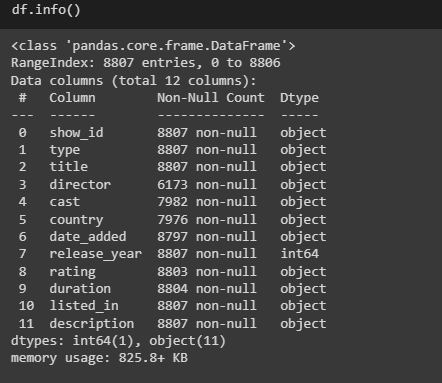 df.info()
<class 'pandas.core.frame.DataFrame'>
RangeIndex: 8807 entries, 0 to 8806
Data columns (total 12 columns):
 #   Column        Non-Null Count  Dtype
---  ------        --------------  -----
 0   show_id       8807 non-null   object
 1   type          8807 non-null   object
 2   title         8807 non-null   object
 3   director      6173 non-null   object
 4   cast          7982 non-null   object
 5   country       7976 non-null   object
 6   date_added    8797 non-null   object
 7   release_year  8807 non-null   int64
 8   rating        8803 non-null   object
 9   duration      8804 non-null   object
 10  listed_in     8807 non-null   object
 11  description   8807 non-null   object
dtypes: int64(1), object(11)
memory usage: 825.8+ KB